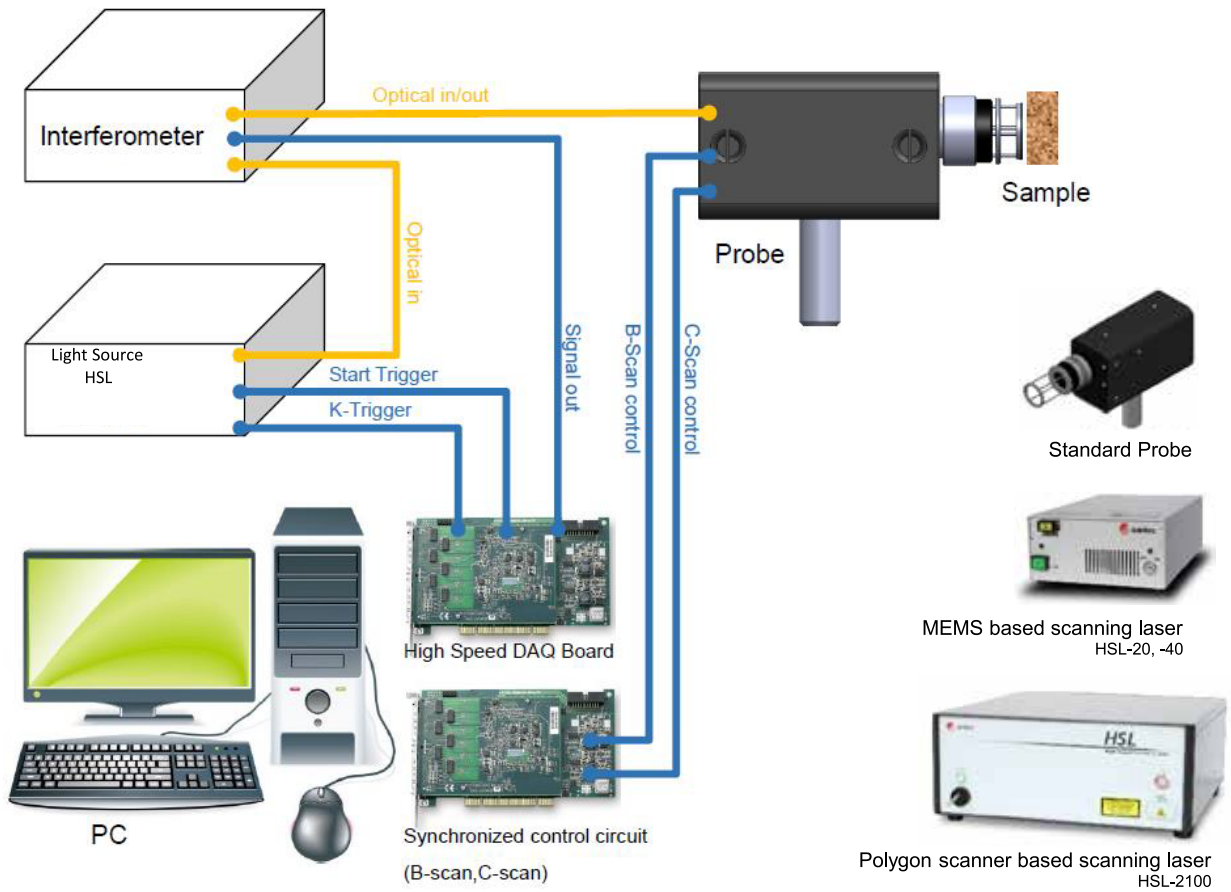 Optical in/out
Interferometer
Optical in
Signal out
B-Scan control
C-Scan control
Probe
Sample
Light Source
HSL
Start Trigger
K-Trigger
Standard Probe
High Speed DAQ Board
MEMS based scanning laser
HSL-20, -40
PC
Synchronized control circuit
(B-scan,C-scan)
HSL
Polygon scanner based scanning laser
HSL-2100